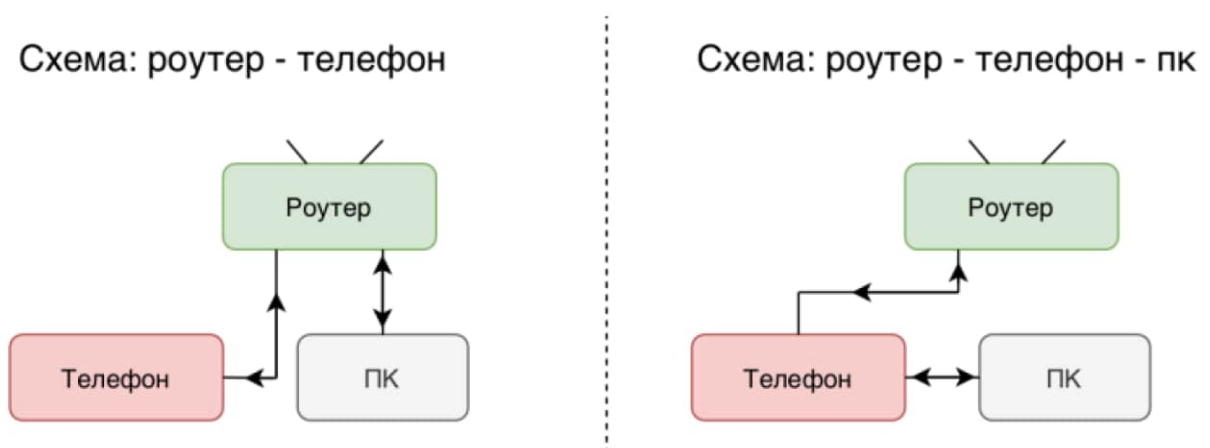 Схема: роутер - телефон
Роутер
Телефон
ПК
Схема: роутер - телефон - пк
Роутер
Телефон
ПК